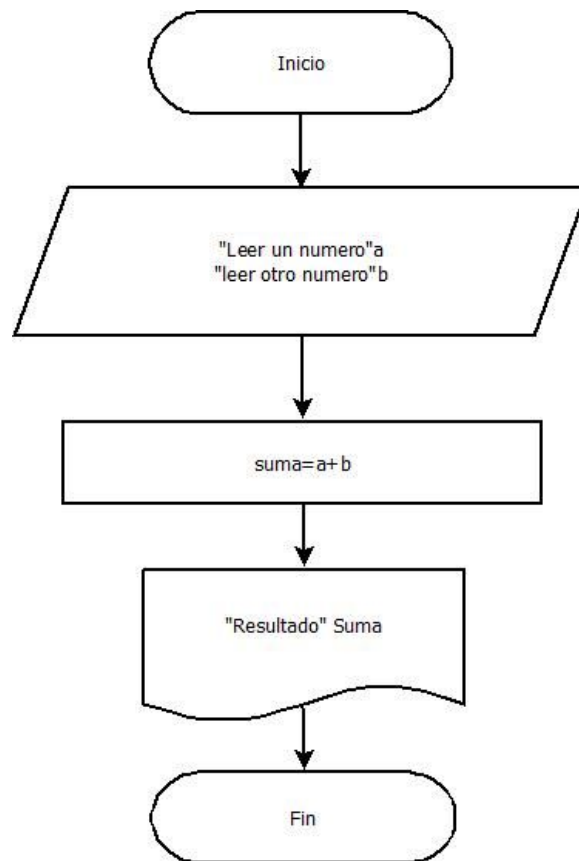 Inicio
"Leer un numero"a
"leer otro numero"b
suma=a+b
"Resultado" Suma
Fin